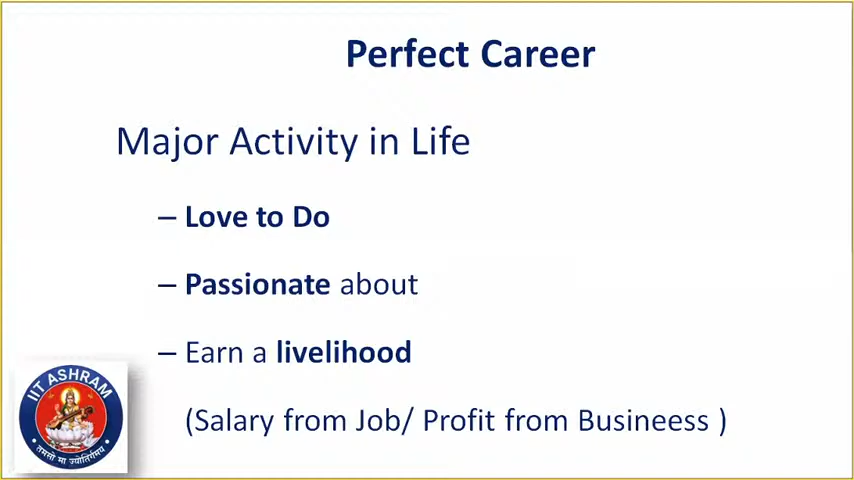 Perfect Career
Major Activity in Life
– Love to Do
– Passionate about
– Earn a livelihood
(Salary from Job/ Profit from Busineess )
IIT ASHRAM
• तमसो मा ज्योतिर्गमय •